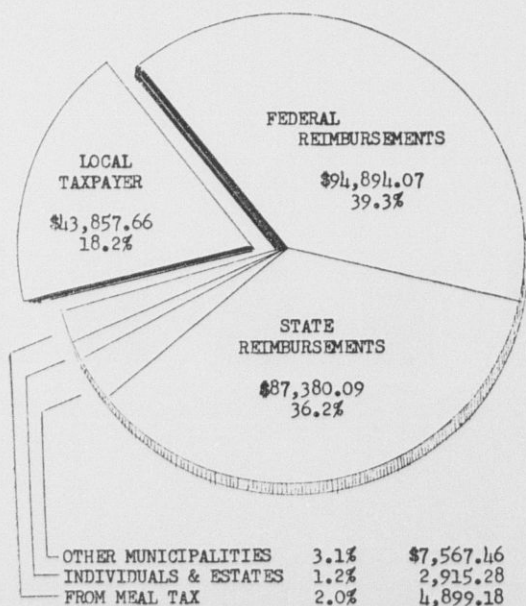 FEDERAL
REIMBURSEMENTS
$94,894.07
39.3%
LOCAL
TAXPAYER
$43,857.66
18.2%
STATE
REIMBURSEMENTS
$87,380.09
36.2%
OTHER MUNICIPALITIES 3.1% $7,567.46
INDIVIDUALS & ESTATES 1.2% 2,915.28
FROM MEAL TAX 2.0% 4,899.18